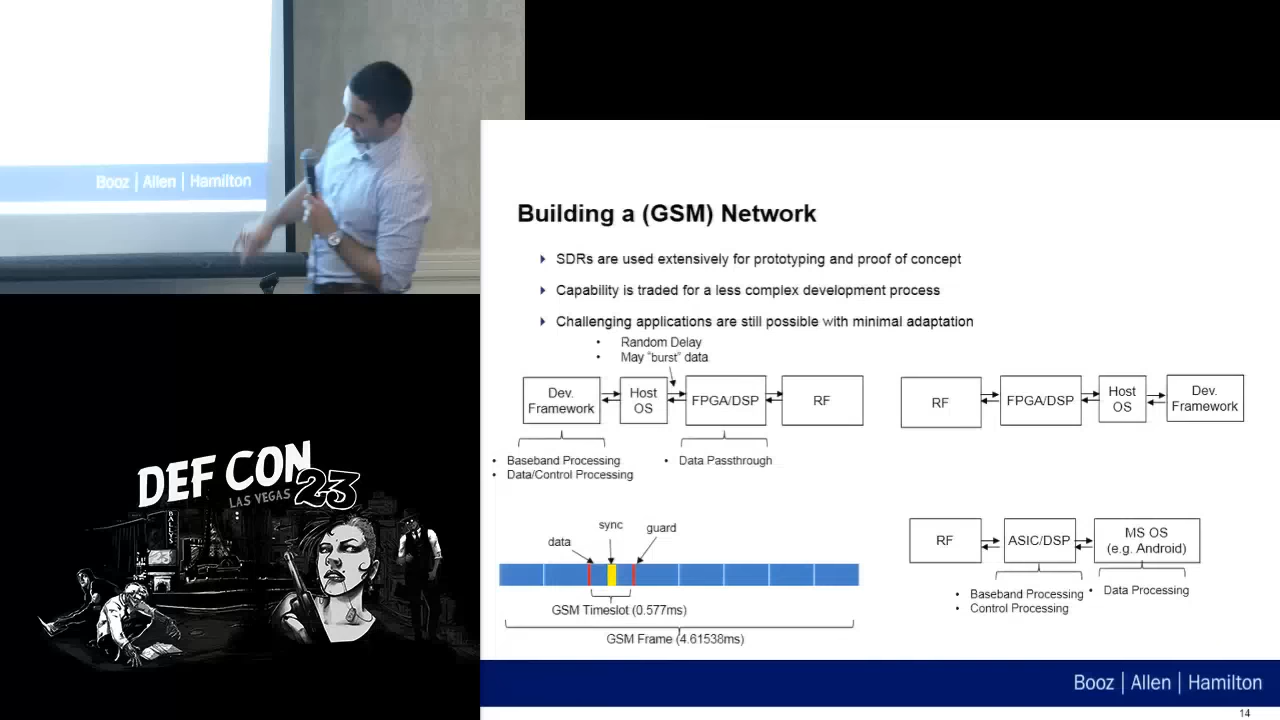 Booz | Allen | Hamilton
Building a (GSM) Network
SDRs are used extensively for prototyping and proof of concept
Capability is traded for a less complex development process
Challenging applications are still possible with minimal adaptation
• Random Delay
• May "burst" data
Dev. Framework
Host OS
FPGA/DSP
RF
RF
FPGA/DSP
Host OS
Dev. Framework
• Baseband Processing
• Data/Control Processing
• Data Passthrough
sync
data
guard
GSM Timeslot (0.577ms)
GSM Frame (4.61538ms)
RF
ASIC/DSP
MS OS
(e.g. Android)
• Baseband Processing
• Control Processing
• Data Processing
DEF CON
LAS VEGAS 23
BALLYS
Booz | Allen | Hamilton
14